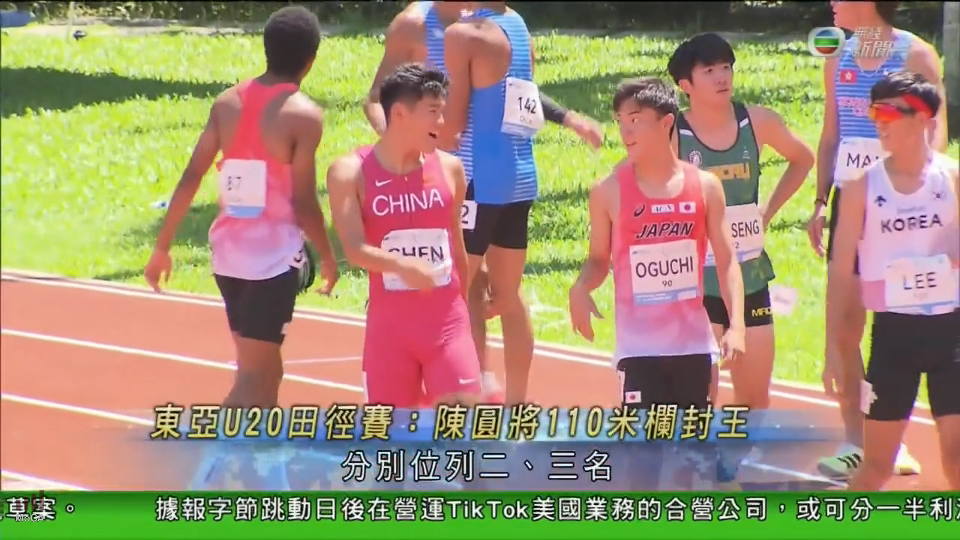 無綫新聞
142
87
CHINA
CHEN
2
JAPAN
OGUCHI
90
MACAU
SENG
2
MA
KOREA
LEE
東亞U20田徑賽：陳圓將110米欄封王
分別位列二、三名
草案。 據報字節跳動日後在營運TikTok美國業務的合營公司，或可分一半利